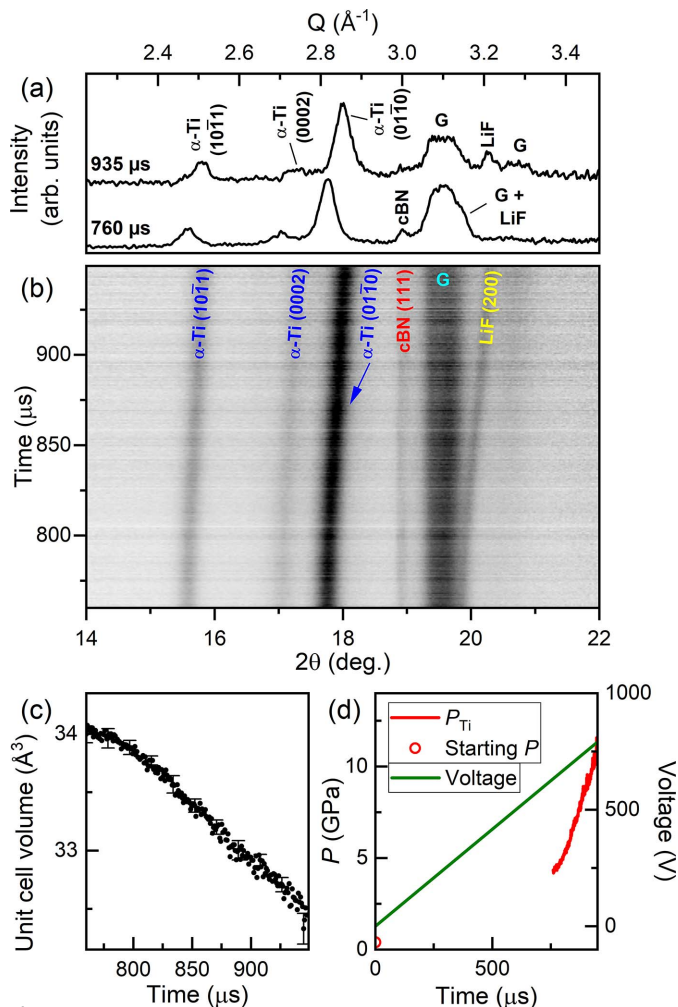 Q (Å⁻¹)
2.4 2.6 2.8 3.0 3.2 3.4
(a)
Intensity
(arb. units)
α-Ti
(101̄1)
α-Ti
(0002)
α-Ti
(011̄0)
G
LiF
G
935 µs
cBN
G +
LiF
760 µs
(b)
α-Ti (101̄1)
α-Ti (0002)
α-Ti (011̄0)
cBN (111)
G
LiF (200)
Time (µs)
900
850
800
14 16 18 20 22
2θ (deg.)
(c)
Unit cell volume (Å³)
34
33
800 850 900
Time (µs)
(d)
P_Ti
Starting P
Voltage
P (GPa)
10
5
0
0 500
Time (µs)
1000
500
0
Voltage (V)